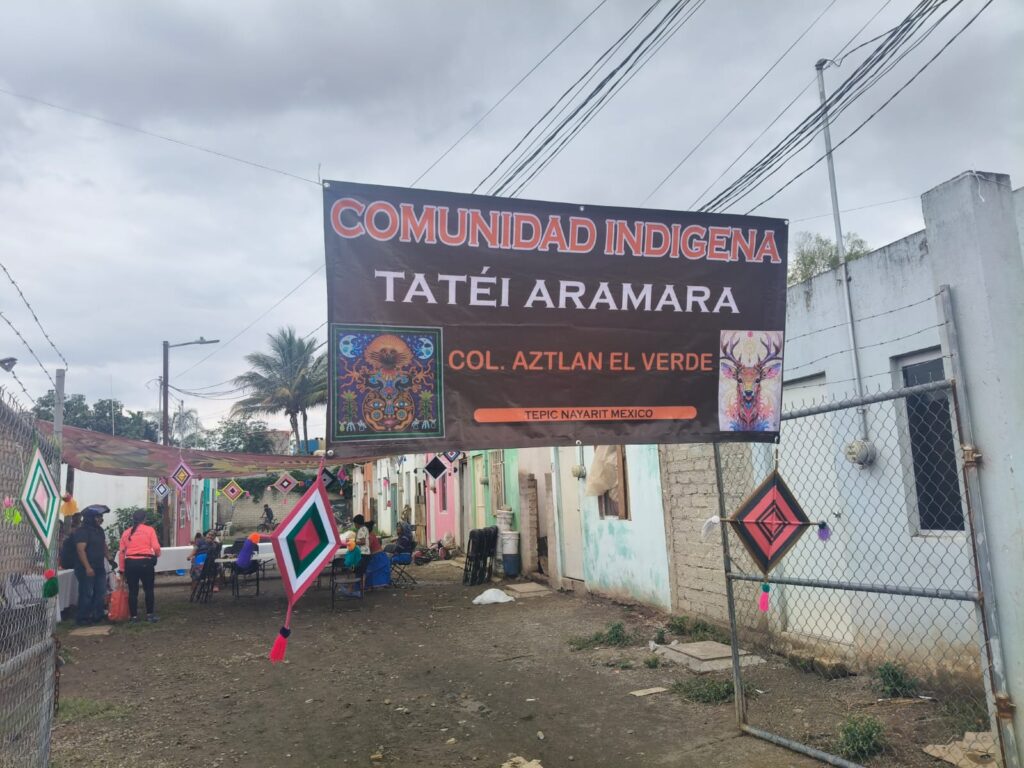 COMUNIDAD INDIGENA
TATÉI ARAMARA
COL. AZTLAN EL VERDE
TEPIC NAYARIT MEXICO